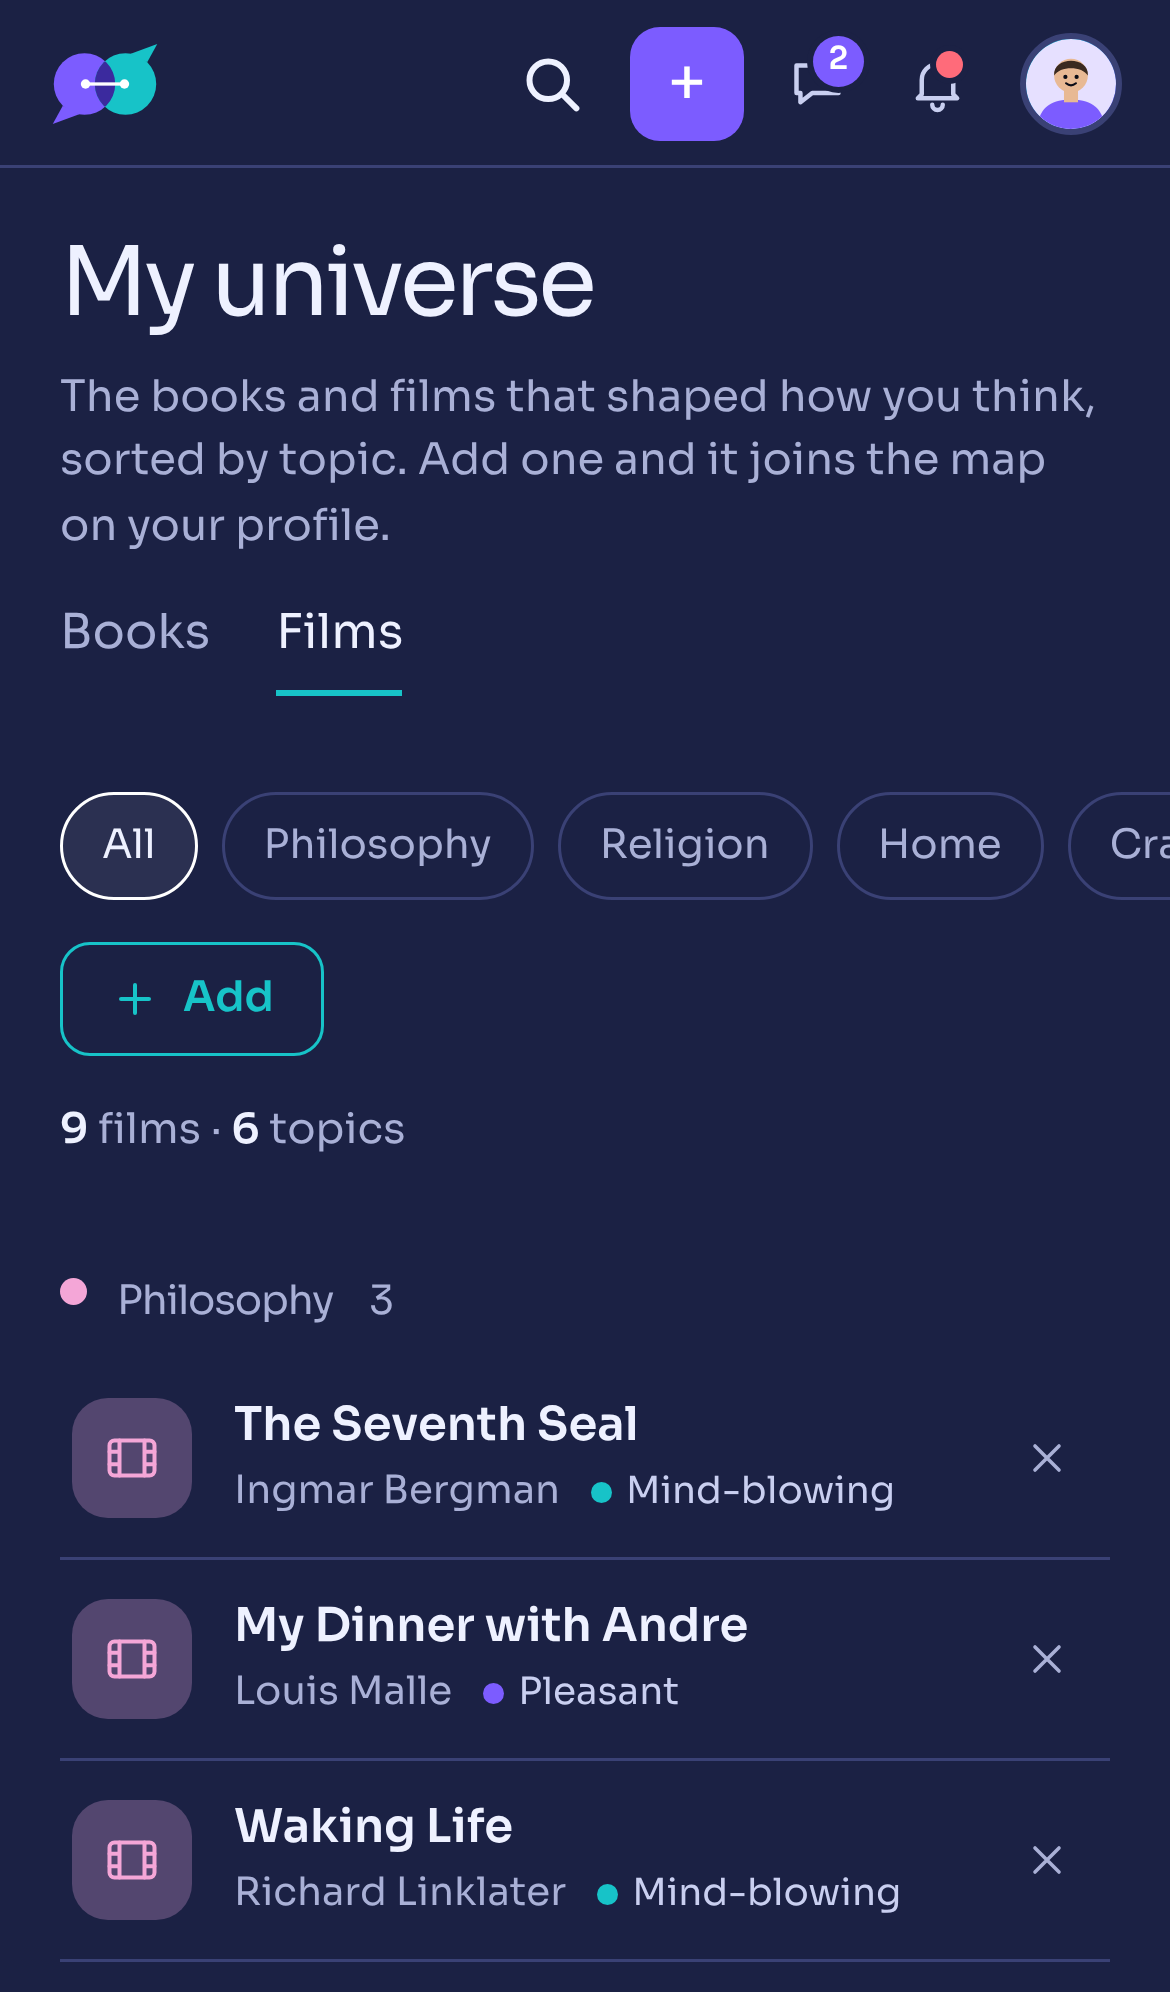 2
My universe
The books and films that shaped how you think,
sorted by topic. Add one and it joins the map
on your profile.
Books Films
All Philosophy Religion Home
Add
9 films · 6 topics
Philosophy 3
The Seventh Seal
Ingmar Bergman Mind-blowing
My Dinner with Andre
Louis Malle Pleasant
Waking Life
Richard Linklater Mind-blowing